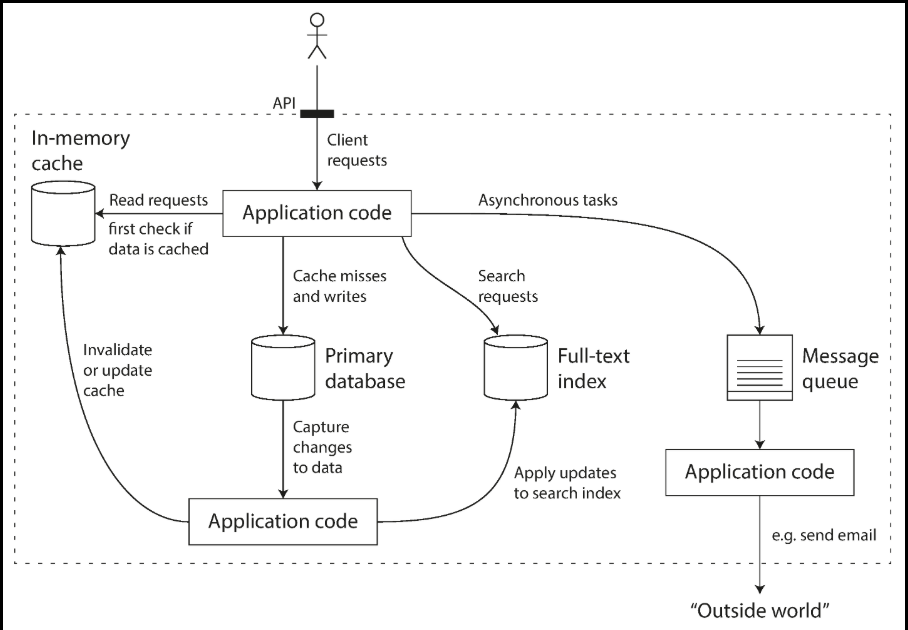 API
Client
requests
In-memory
cache
Read requests
first check if
data is cached
Application code
Asynchronous tasks
Cache misses
and writes
Search
requests
Invalidate
or update
cache
Primary
database
Full-text
index
Message
queue
Capture
changes
to data
Apply updates
to search index
Application code
Application code
e.g. send email
“Outside world”